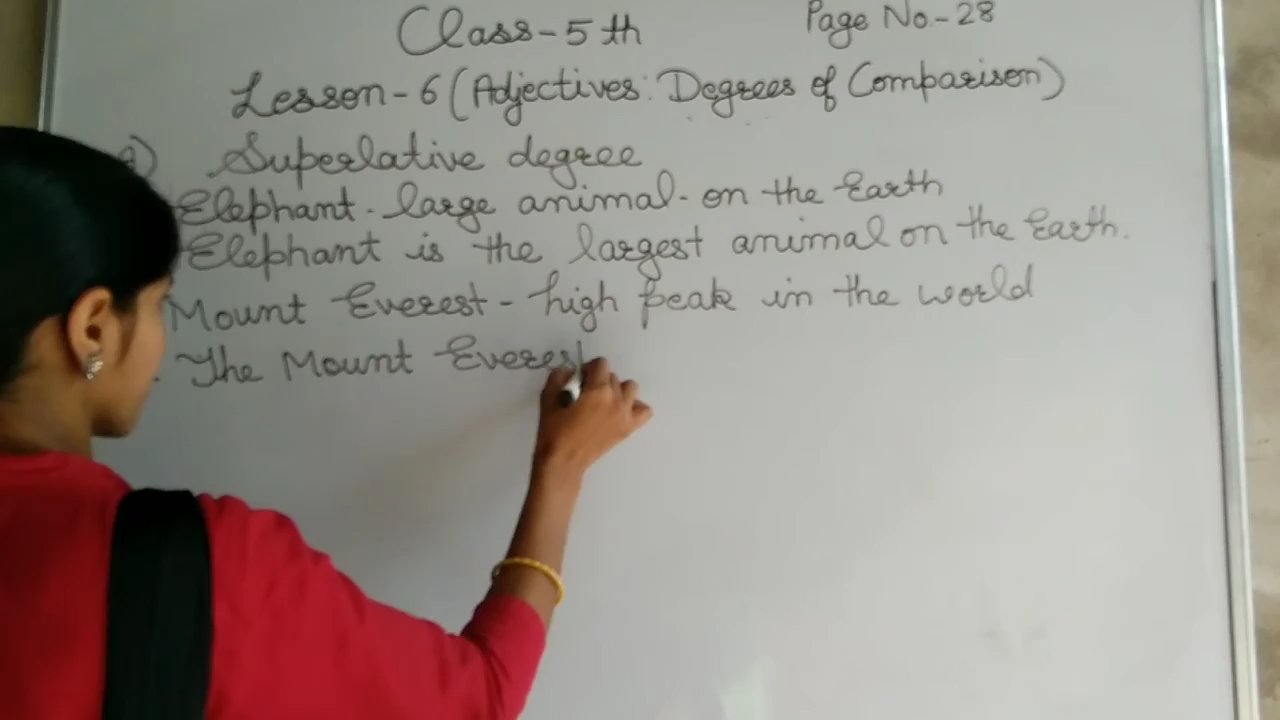 Class-5th Page No-28
Lesson-6 (Adjectives: Degrees of Comparison)
a) Superlative degree
Elephant - large animal - on the Earth
Elephant is the largest animal on the Earth.
Mount Everest - high peak in the world
. The Mount Everest